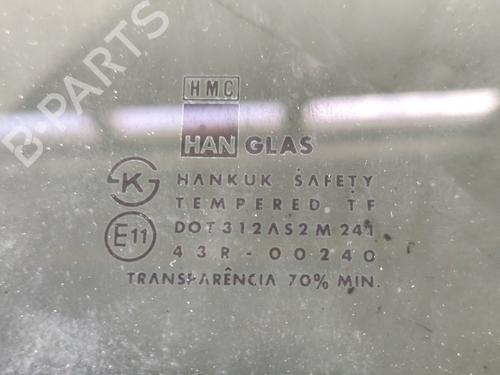 HMC
HAN GLAS
K HANKUK SAFETY
TEMPERED TF
E11 DOT312AS2M241
43R-00240
TRANSPARÊNCIA 70% MIN.
B-PARTS